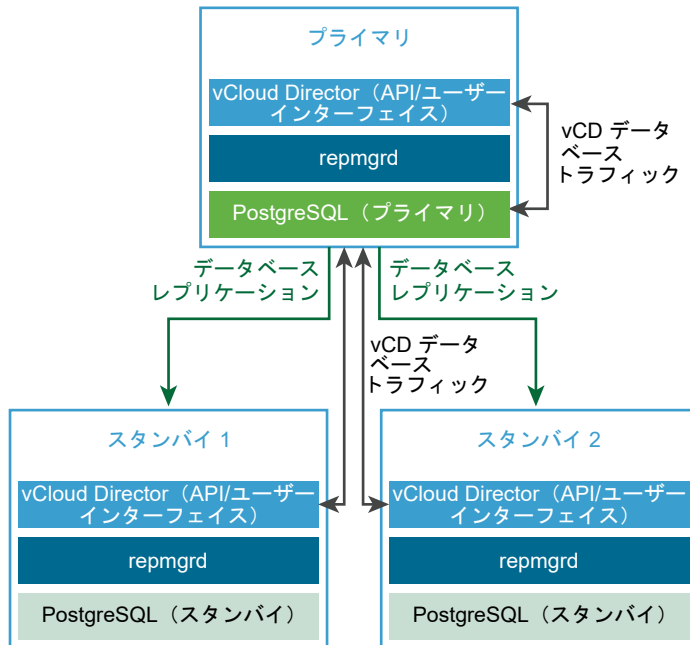 プライマリ
vCloud Director（API/ユーザー
インターフェイス）
repmgrd
PostgreSQL（プライマリ）
vCD データ
ベース
トラフィック
データベース
レプリケーション
データベース
レプリケーション
vCD データ
ベース
トラフィック
スタンバイ 1
vCloud Director（API/ユーザー
インターフェイス）
repmgrd
PostgreSQL（スタンバイ）
スタンバイ 2
vCloud Director（API/ユーザー
インターフェイス）
repmgrd
PostgreSQL（スタンバイ）